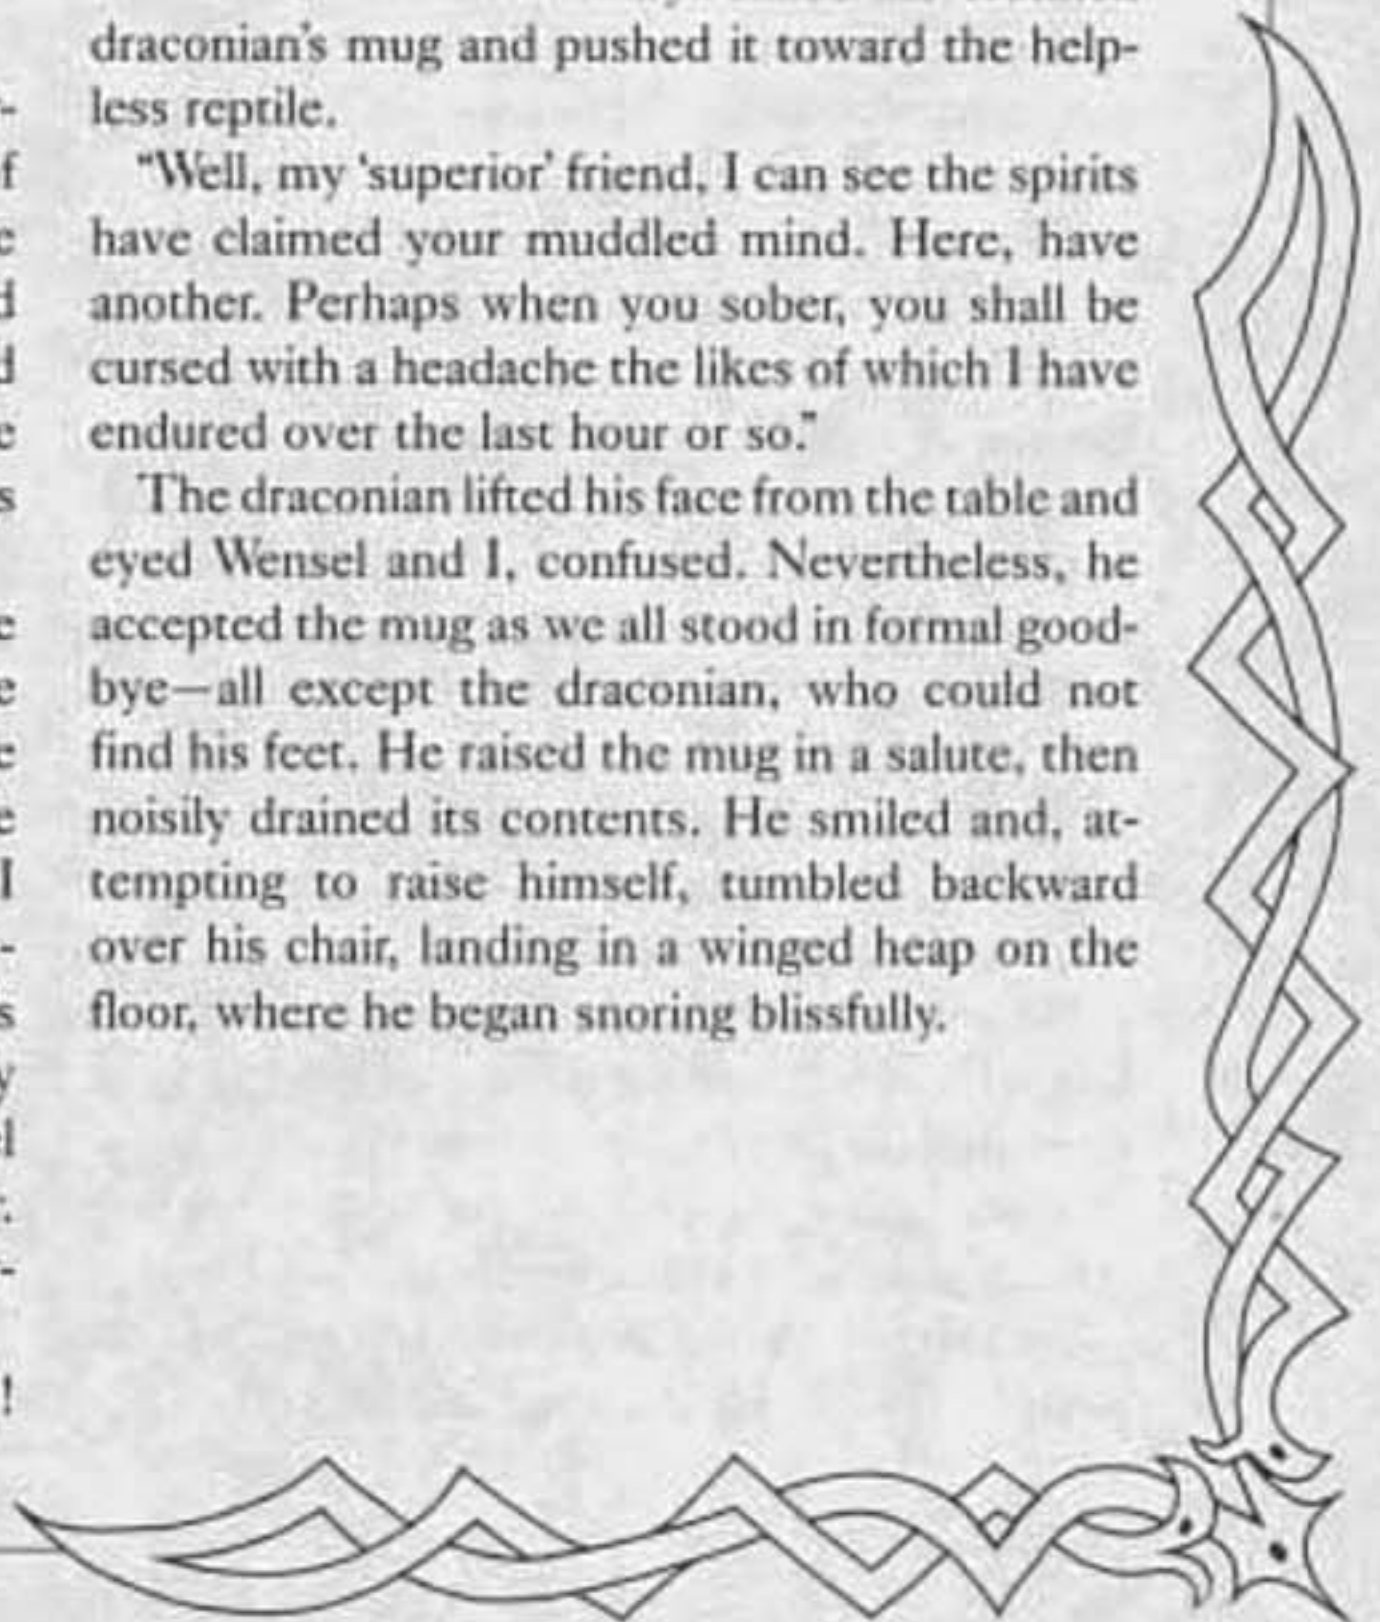 draconian's mug and pushed it toward the help-
less reptile.
"Well, my 'superior' friend, I can see the spirits
have claimed your muddled mind. Here, have
another. Perhaps when you sober, you shall be
cursed with a headache the likes of which I have
endured over the last hour or so."
The draconian lifted his face from the table and
eyed Wensel and I, confused. Nevertheless, he
accepted the mug as we all stood in formal good-
bye—all except the draconian, who could not
find his feet. He raised the mug in a salute, then
noisily drained its contents. He smiled and, at-
tempting to raise himself, tumbled backward
over his chair, landing in a winged heap on the
floor, where he began snoring blissfully.